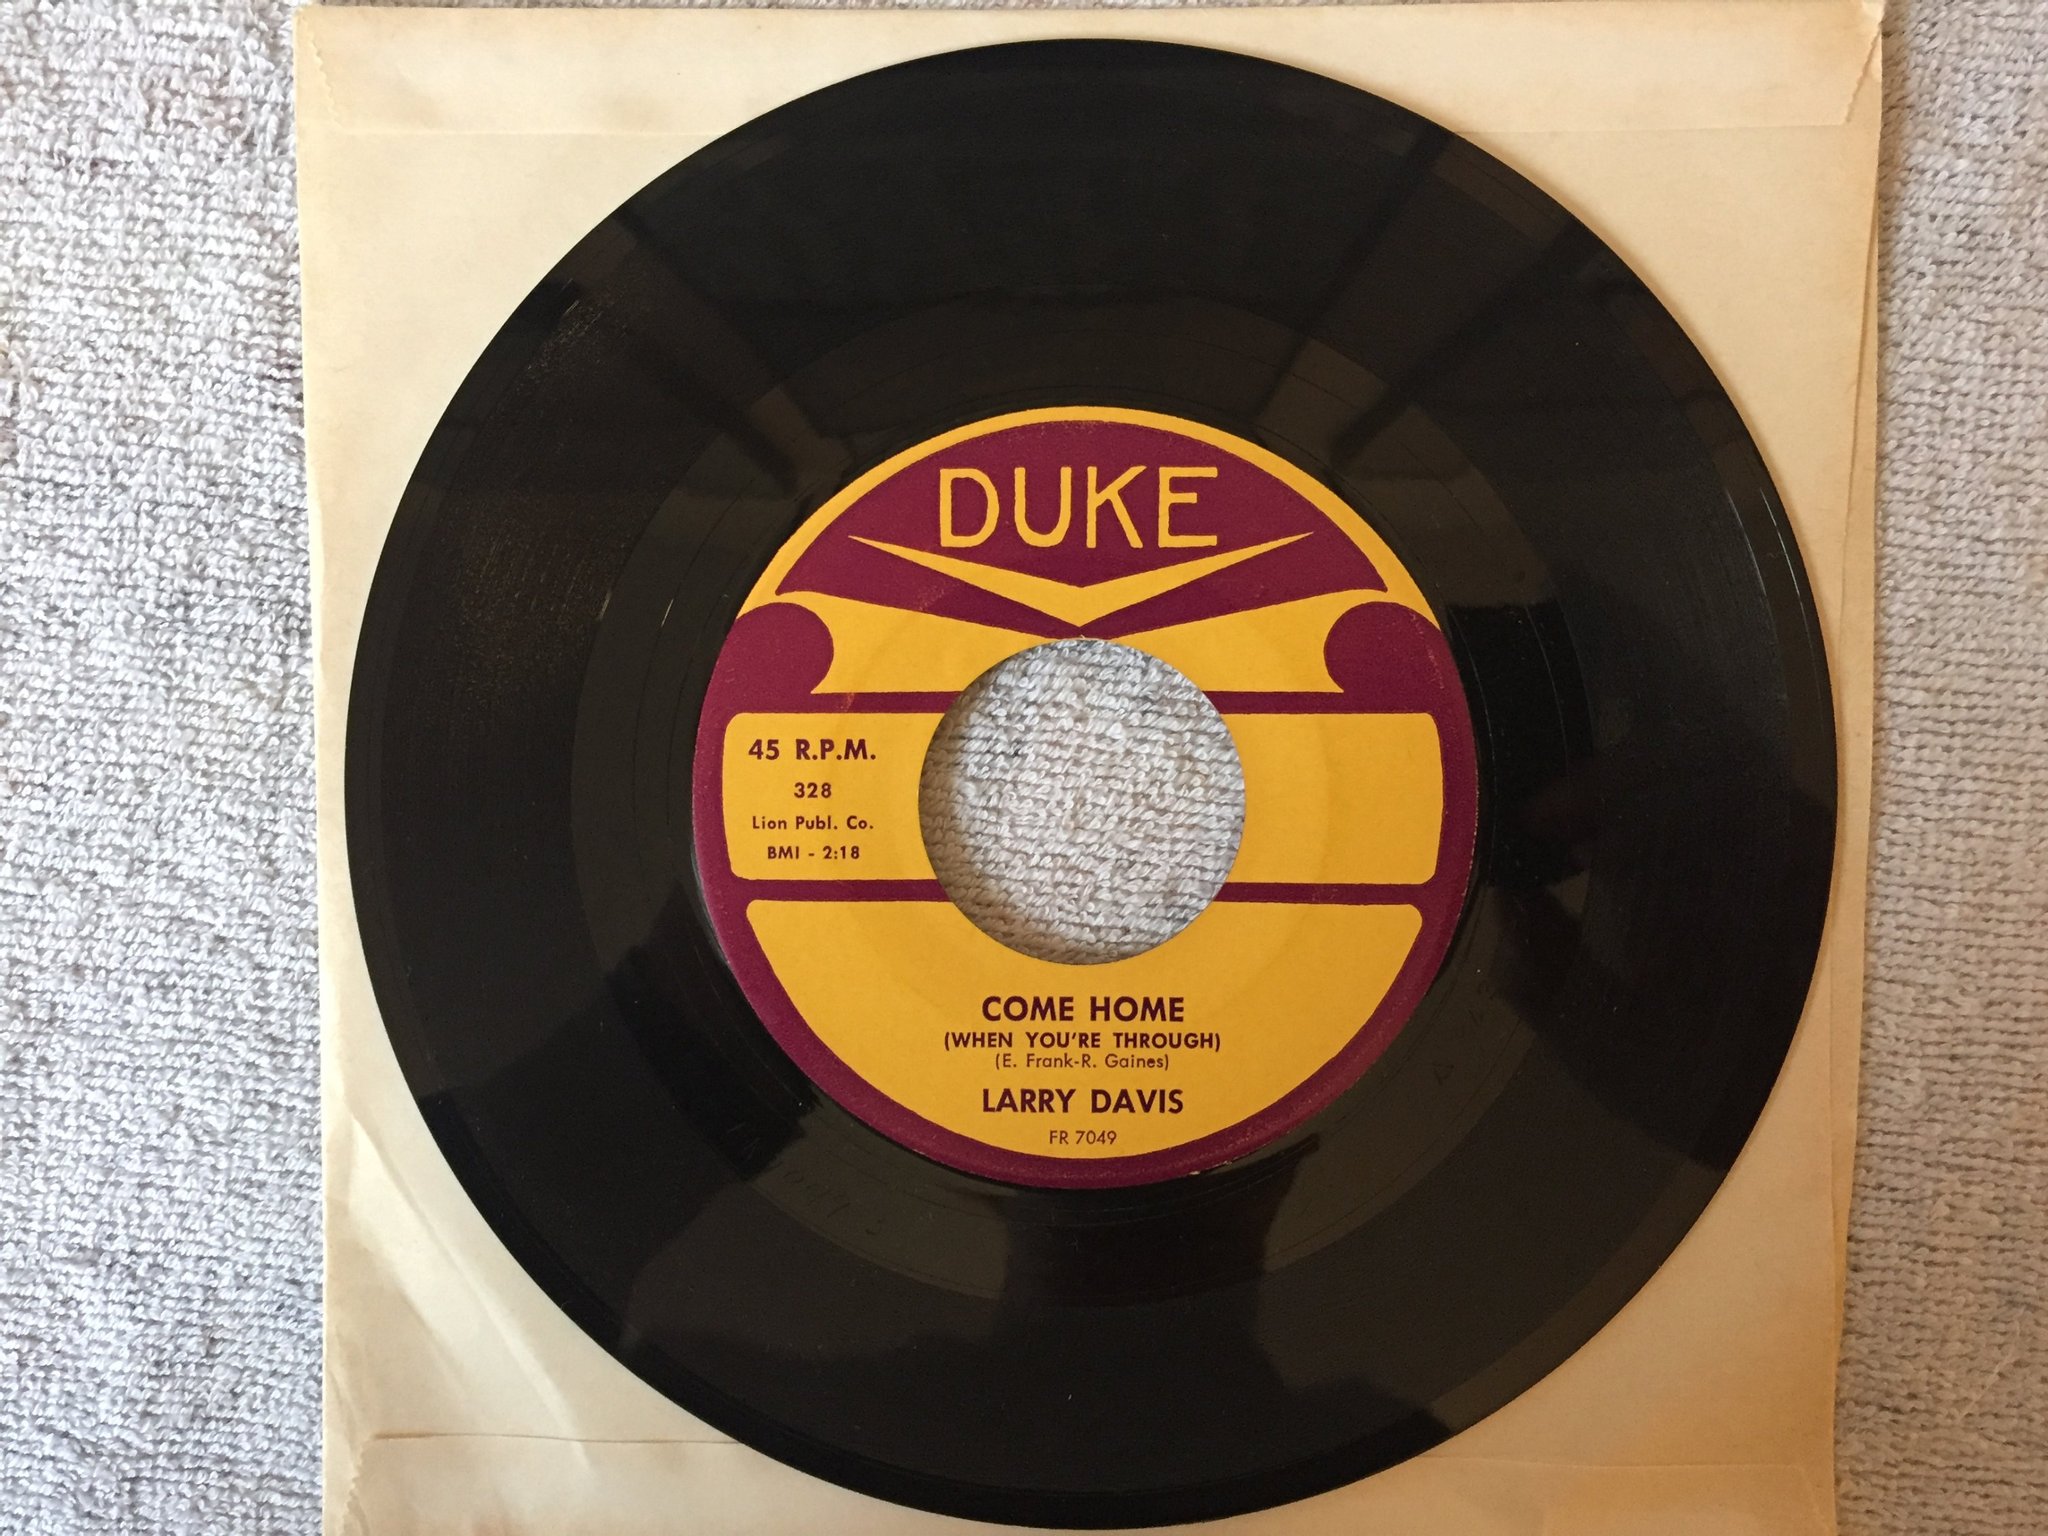 DUKE
45 R.P.M.
328
Lion Publ. Co.
BMI - 2:18
COME HOME
(WHEN YOU'RE THROUGH)
(E. Frank-R. Gaines)
LARRY DAVIS
FR 7049